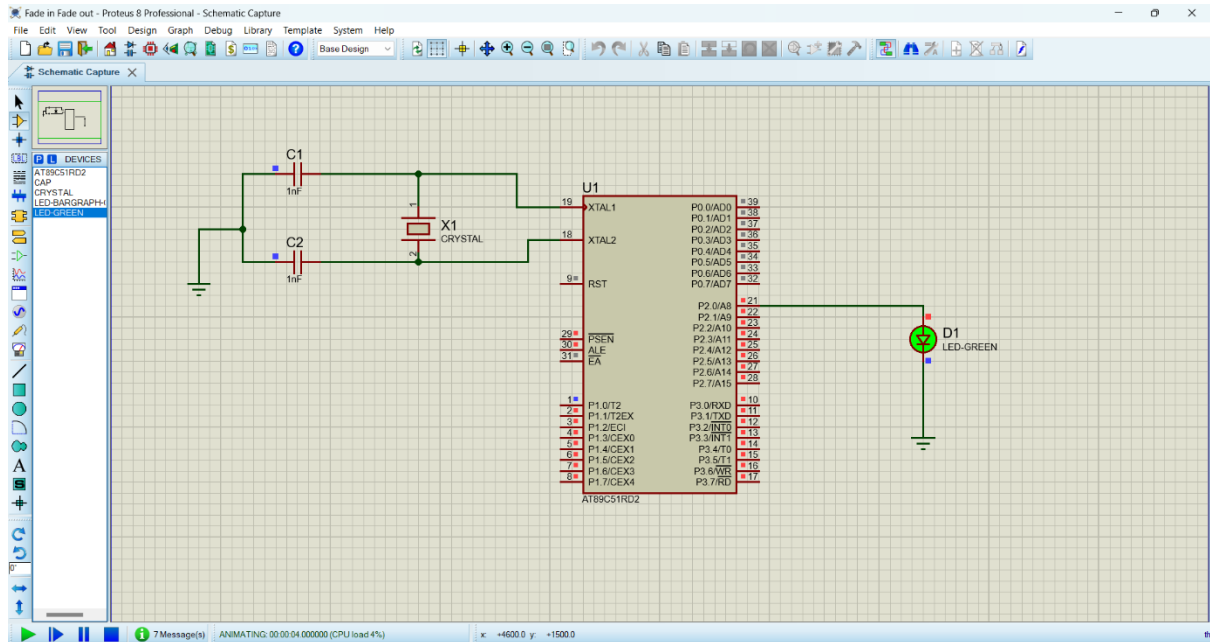 Fade in Fade out - Proteus 8 Professional - Schematic Capture
File Edit View Tool Design Graph Debug Library Template System Help
Base Design
Schematic Capture
P L DEVICES
AT89C51RD2
CAP
CRYSTAL
LED-BARGRAPH-
LED-GREEN
C1
1nF
C2
1nF
1
X1
CRYSTAL
2
U1
19 XTAL1
18 XTAL2
9 RST
29 PSEN
30 ALE
31 EA
1 P1.0/T2
2 P1.1/T2EX
3 P1.2/ECI
4 P1.3/CEX0
5 P1.4/CEX1
6 P1.5/CEX2
7 P1.6/CEX3
8 P1.7/CEX4
P0.0/AD0 39
P0.1/AD1 38
P0.2/AD2 37
P0.3/AD3 36
P0.4/AD4 35
P0.5/AD5 34
P0.6/AD6 33
P0.7/AD7 32
P2.0/A8 21
P2.1/A9 22
P2.2/A10 23
P2.3/A11 24
P2.4/A12 25
P2.5/A13 26
P2.6/A14 27
P2.7/A15 28
P3.0/RXD 10
P3.1/TXD 11
P3.2/INT0 12
P3.3/INT1 13
P3.4/T0 14
P3.5/T1 15
P3.6/WR 16
P3.7/RD 17
AT89C51RD2
D1
LED-GREEN
7 Message(s) ANIMATING: 00:00:04.000000 (CPU load 4%) x: +4600.0 y: +1500.0 th